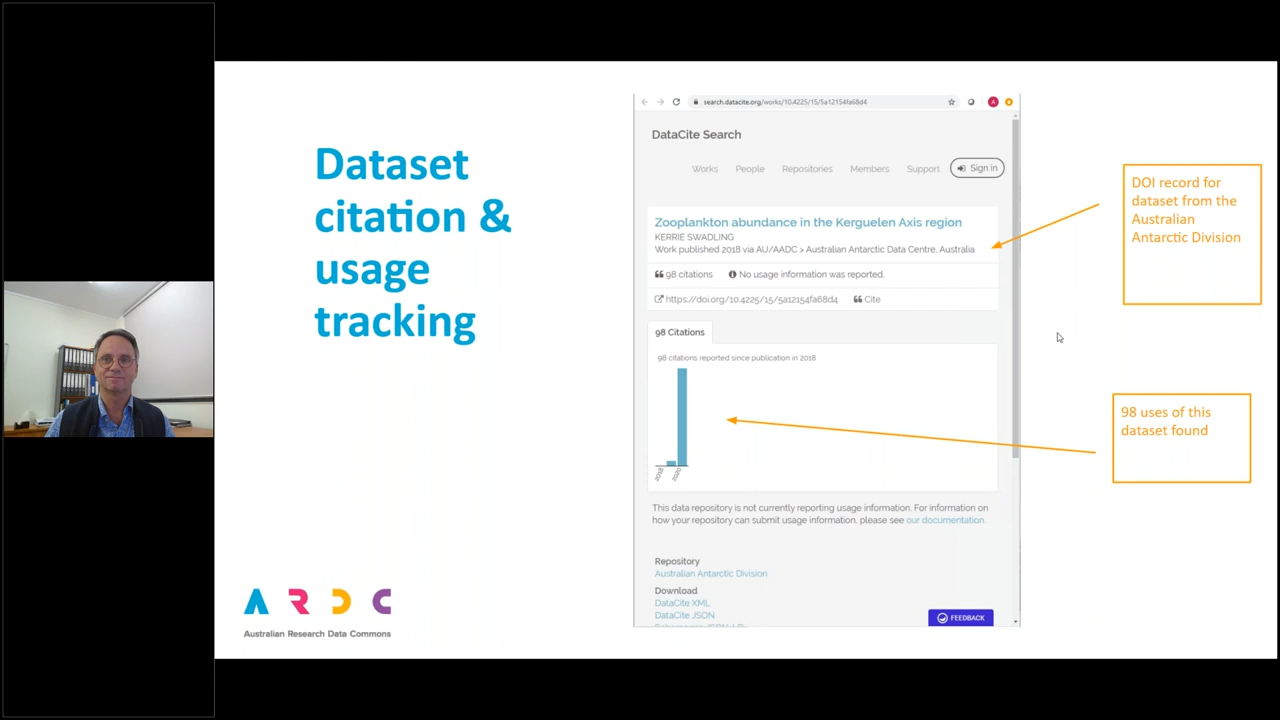 Dataset
citation &
usage
tracking
A R D C
Australian Research Data Commons
search.datacite.org/works/10.4225/15/5a12154fa68d4
A
DataCite Search
Works People Repositories Members Support Sign in
Zooplankton abundance in the Kerguelen Axis region
KERRIE SWADLING
Work published 2018 via AU/AADC > Australian Antarctic Data Centre, Australia
98 citations No usage information was reported.
https://doi.org/10.4225/15/5a12154fa68d4 Cite
98 Citations
98 citations reported since publication in 2018
2018 2020
This data repository is not currently reporting usage information. For information on
how your repository can submit usage information, please see our documentation.
Repository
Australian Antarctic Division
Download
DataCite XML
DataCite JSON
FEEDBACK
DOI record for
dataset from the
Australian
Antarctic Division
98 uses of this
dataset found